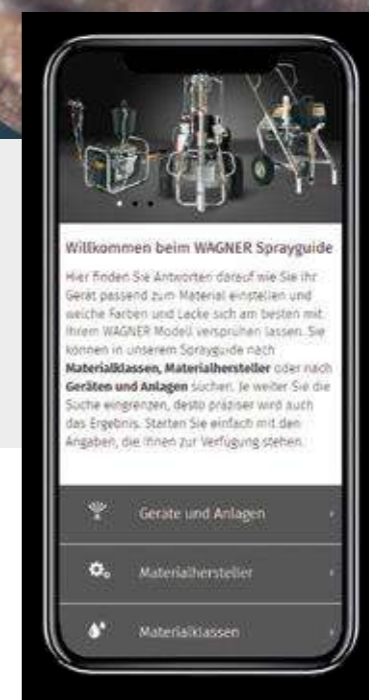 Willkommen beim WAGNER Sprayguide
Hier finden Sie Antworten darauf wie Sie Ihr
Gerät passend zum Material einstellen und
welche Farben und Lacke sich am besten mit
Ihrem WAGNER Modell versprühen lassen. Sie
können in unserem Sprayguide nach
Materialklassen, Materialhersteller oder nach
Geräten und Anlagen suchen. Je weiter Sie die
Suche eingrenzen, desto präziser wird auch
das Ergebnis. Starten Sie einfach mit den
Angaben, die Ihnen zur Verfügung stehen.
Geräte und Anlagen
Materialhersteller
Materialklassen